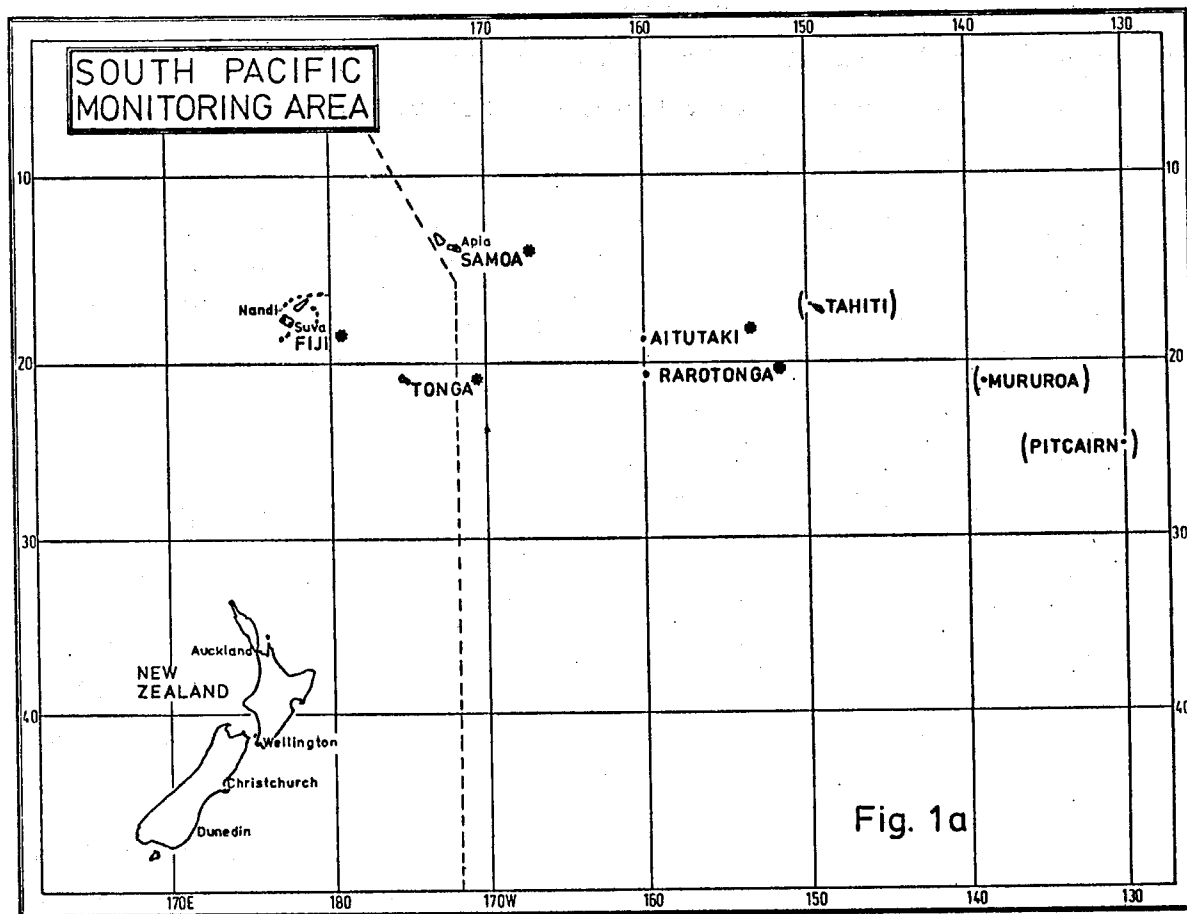 170 160 150 140 130
SOUTH PACIFIC
MONITORING AREA
10 10
Apia
SAMOA*
Nandi
Suva
FIJI *
(TAHITI)
AITUTAKI *
20 20
TONGA*
RAROTONGA*
(MURUROA)
(PITCAIRN)
30 30
Auckland
NEW
ZEALAND
40 40
Wellington
Christchurch
Dunedin
Fig. 1a
170E 180 170W 160 150 140 130